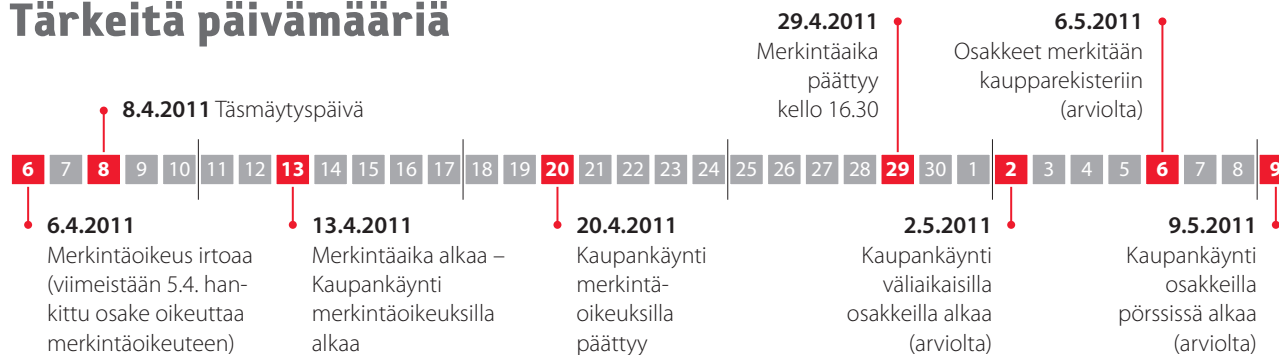 Tärkeitä päivämääriä
29.4.2011
Merkintäaika
päättyy
kello 16.30
6.5.2011
Osakkeet merkitään
kaupparekisteriin
(arviolta)
8.4.2011 Täsmäytyspäivä
6 7 8 9 10 11 12 13 14 15 16 17 18 19 20 21 22 23 24 25 26 27 28 29 30 1 2 3 4 5 6 7 8 9
6.4.2011
Merkintäoikeus irtoaa
(viimeistään 5.4. han-
kittu osake oikeuttaa
merkintäoikeuteen)
13.4.2011
Merkintäaika alkaa –
Kaupankäynti
merkintäoikeuksilla
alkaa
20.4.2011
Kaupankäynti
merkintä-
oikeuksilla
päättyy
2.5.2011
Kaupankäynti
väliaikaisilla
osakkeilla alkaa
(arviolta)
9.5.2011
Kaupankäynti
osakkeilla
pörssissä alkaa
(arviolta)